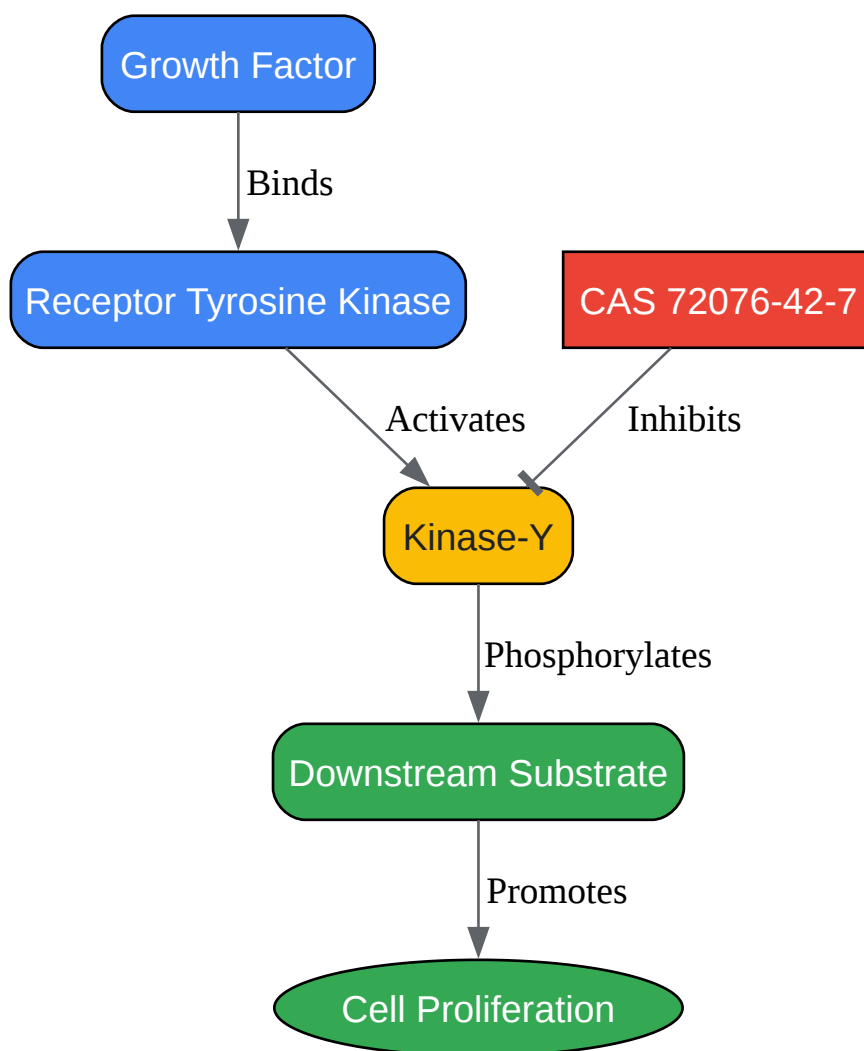 Growth Factor
Binds
Receptor Tyrosine Kinase
CAS 72076-42-7
Activates
Inhibits
Kinase-Y
Phosphorylates
Downstream Substrate
Promotes
Cell Proliferation